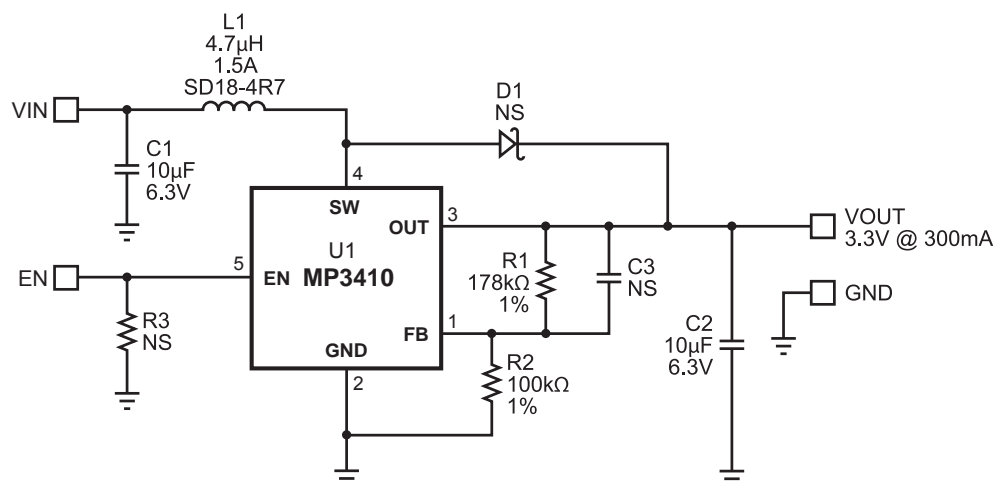 L1
4.7µH
1.5A
SD18-4R7
VIN
D1
NS
C1
10µF
6.3V
4
SW
3
OUT
VOUT
3.3V @ 300mA
U1
MP3410
EN
5
EN
R1
178kΩ
1%
C3
NS
GND
R3
NS
1
FB
C2
10µF
6.3V
GND
2
R2
100kΩ
1%